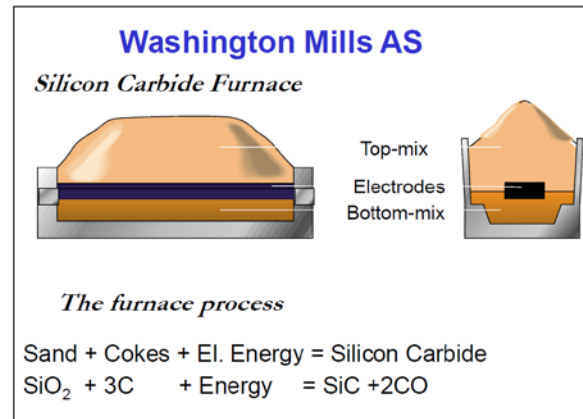 Washington Mills AS
Silicon Carbide Furnace
Top-mix
Electrodes
Bottom-mix
The furnace process
Sand + Cokes + El. Energy = Silicon Carbide
SiO₂ + 3C + Energy = SiC +2CO